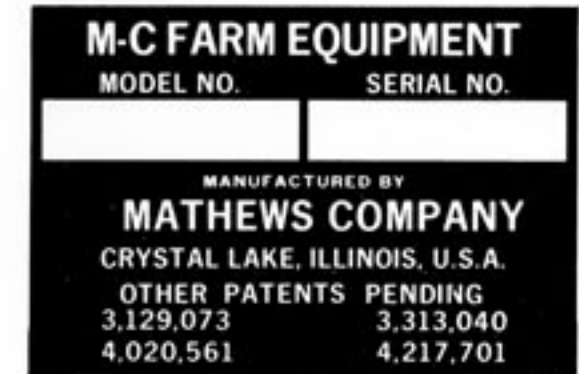 M-C FARM EQUIPMENT
MODEL NO. SERIAL NO.
MANUFACTURED BY
MATHEWS COMPANY
CRYSTAL LAKE, ILLINOIS, U.S.A.
OTHER PATENTS PENDING
3,129,073 3,313,040
4,020,561 4,217,701